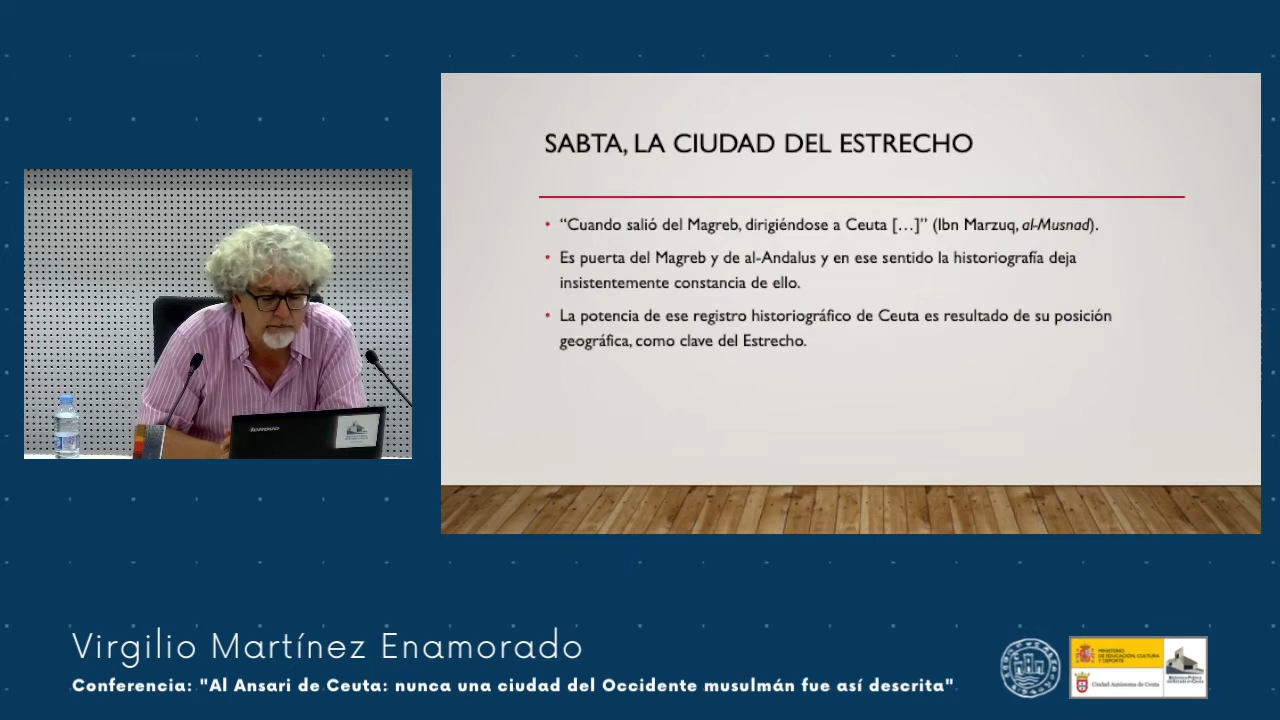 SABTA, LA CIUDAD DEL ESTRECHO
• “Cuando salió del Magreb, dirigiéndose a Ceuta […]” (Ibn Marzuq, al-Musnad).
• Es puerta del Magreb y de al-Andalus y en ese sentido la historiografía deja
insistentemente constancia de ello.
• La potencia de ese registro historiográfico de Ceuta es resultado de su posición
geográfica, como clave del Estrecho.
lenovo
Virgilio Martínez Enamorado
Conferencia: "Al Ansari de Ceuta: nunca una ciudad del Occidente musulmán fue así descrita"
MINISTERIO
DE EDUCACIÓN, CULTURA
Y DEPORTE
Ciudad Autónoma de Ceuta